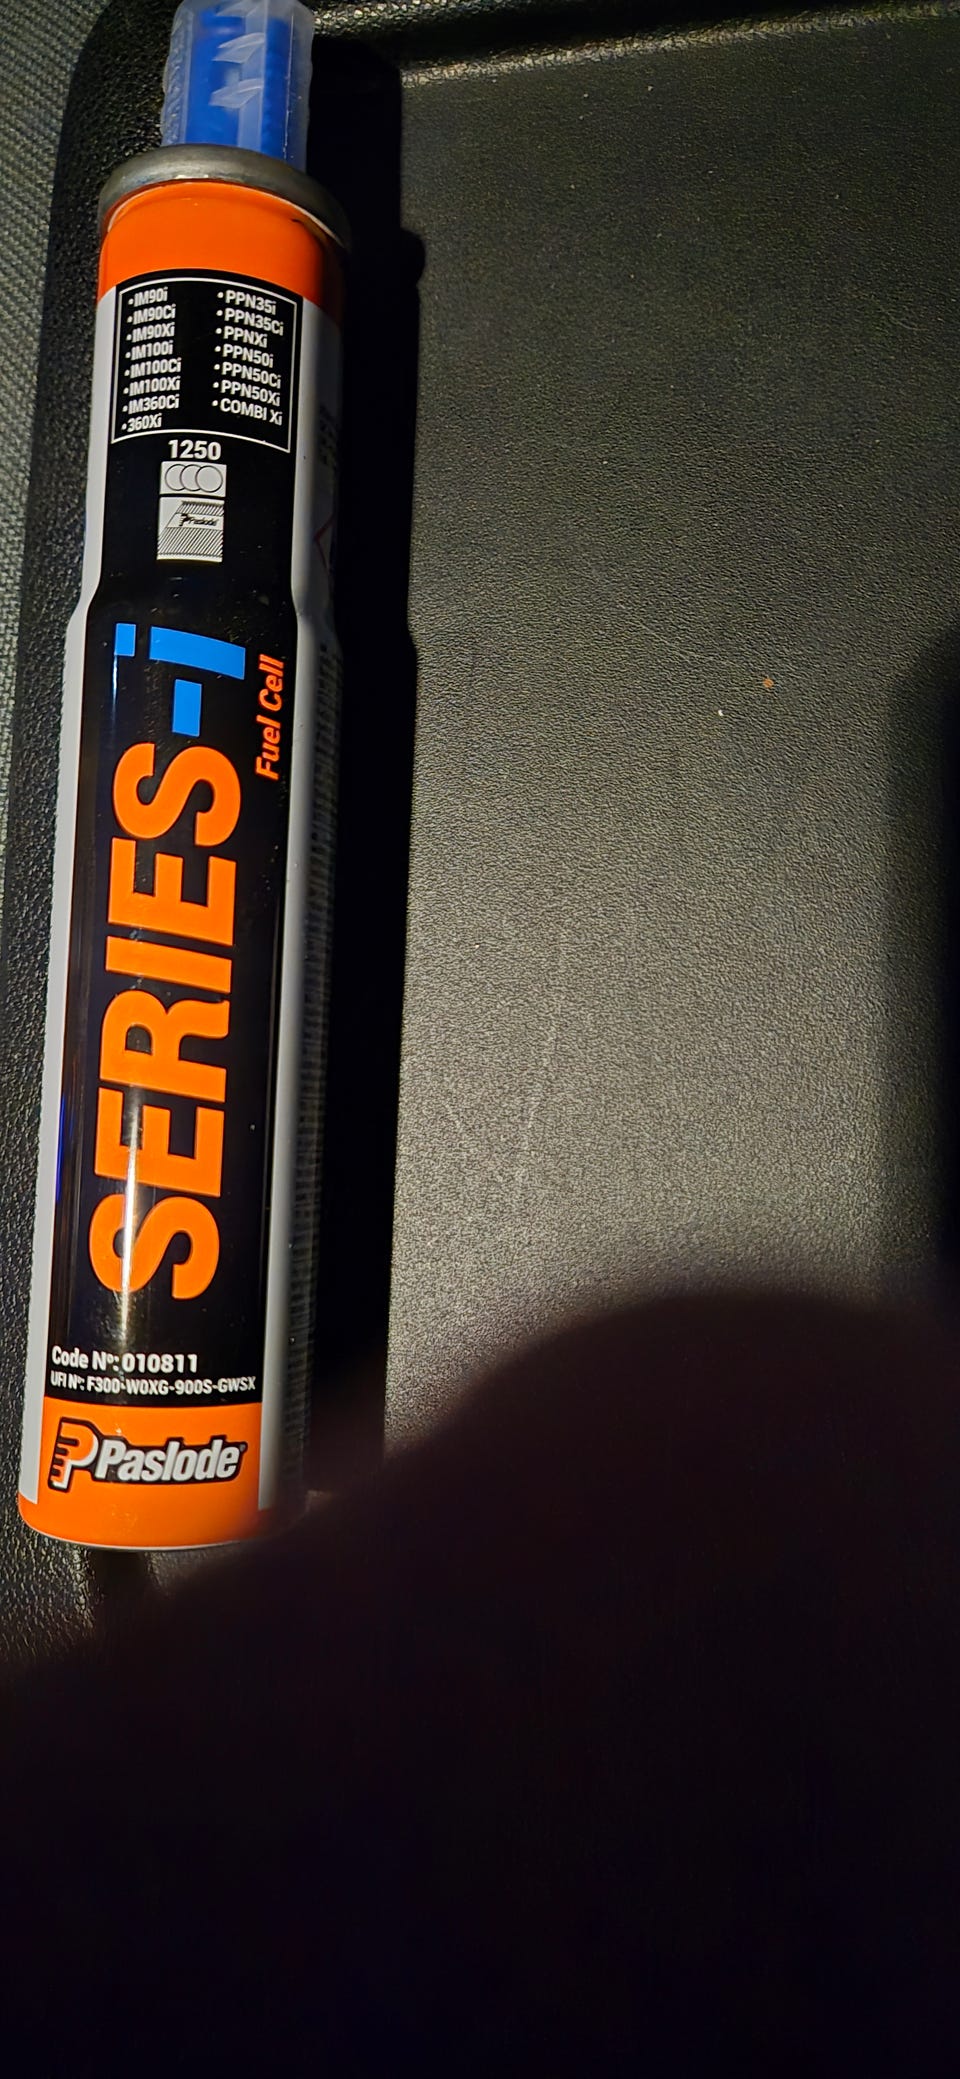 •IM90i
•IM90Ci
•IM90Xi
•IM100i
•IM100Ci
•IM100Xi
•IM360Ci
•360Xi
•PPN35i
•PPN35Ci
•PPNXi
•PPN50i
•PPN50Ci
•PPN50Xi
•COMBI Xi
1250
Paslode
SERIES-i
Fuel Cell
Code Nº: 010811
UFI Nº: F300-W0XG-900S-GWSX
Paslode